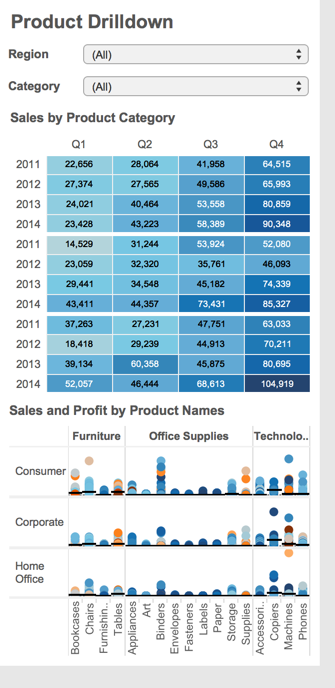 Product Drilldown
Region (All)
Category (All)
Sales by Product Category
Q1 Q2 Q3 Q4
2011 22,656 28,064 41,958 64,515
2012 27,374 27,565 49,586 65,993
2013 24,021 40,464 53,558 80,859
2014 23,428 43,223 58,389 90,348
2011 14,529 31,244 53,924 52,080
2012 23,059 32,320 35,761 46,093
2013 29,441 34,548 45,182 74,339
2014 43,411 44,357 73,431 85,327
2011 37,263 27,231 47,751 63,033
2012 18,418 29,239 44,913 70,211
2013 39,134 60,358 45,875 80,695
2014 52,057 46,444 68,613 104,919
Sales and Profit by Product Names
Furniture Office Supplies Technolo..
Consumer
Corporate
Home
Office
Bookcases
Chairs
Furnishin..
Tables
Appliances
Art
Binders
Envelopes
Fasteners
Labels
Paper
Storage
Supplies
Accessori..
Copiers
Machines
Phones